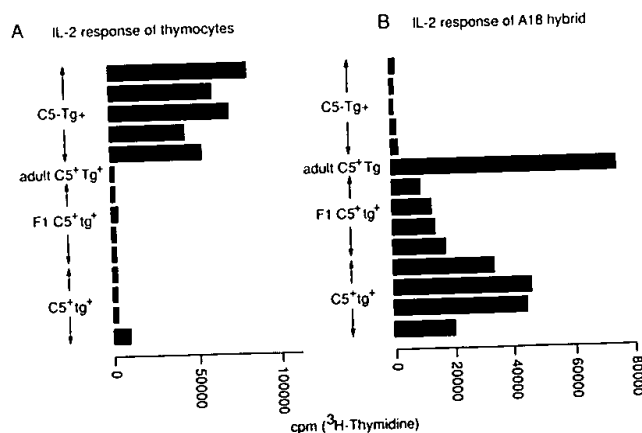 A IL-2 response of thymocytes
C5-Tg+
adult C5+Tg+
F1 C5+tg+
C5+tg+
0
50000
100000
B IL-2 response of A18 hybrid
C5-Tg+
adult C5+Tg
F1 C5+tg+
C5+tg+
0
20000
40000
60000
80000
cpm (3H-Thymidine)